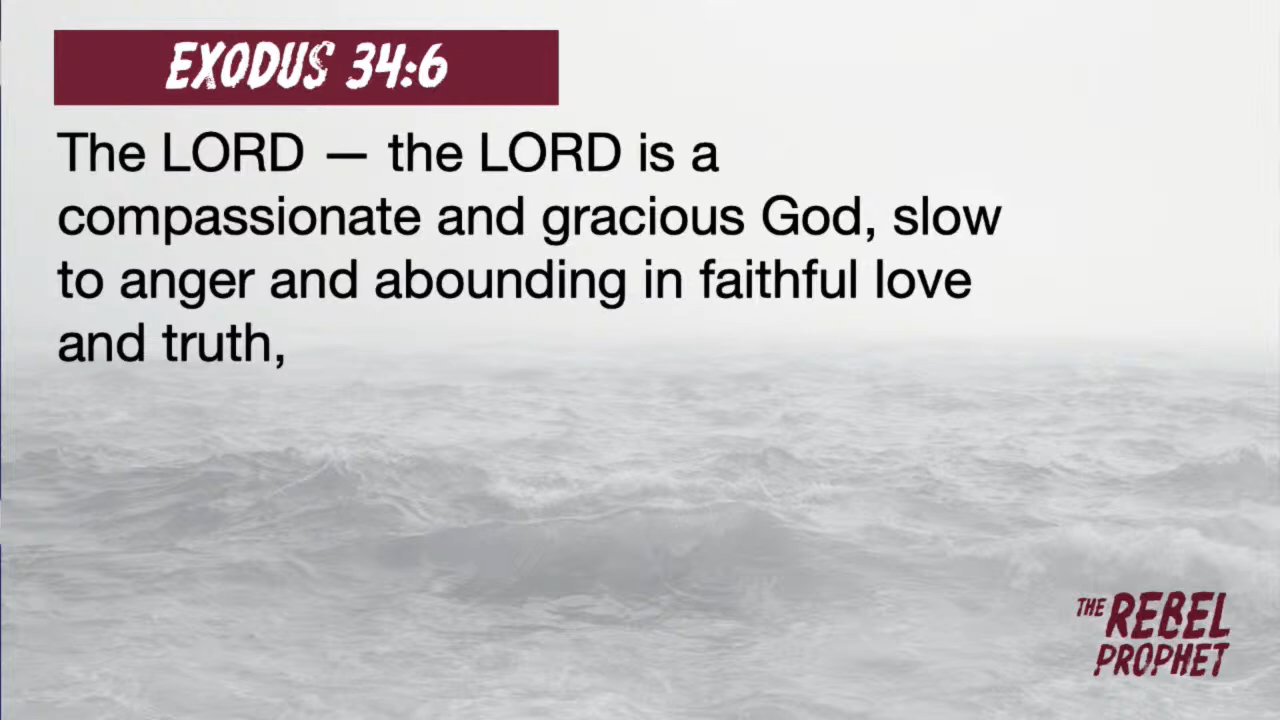 EXODUS 34:6
The LORD — the LORD is a
compassionate and gracious God, slow
to anger and abounding in faithful love
and truth,
THE REBEL
PROPHET